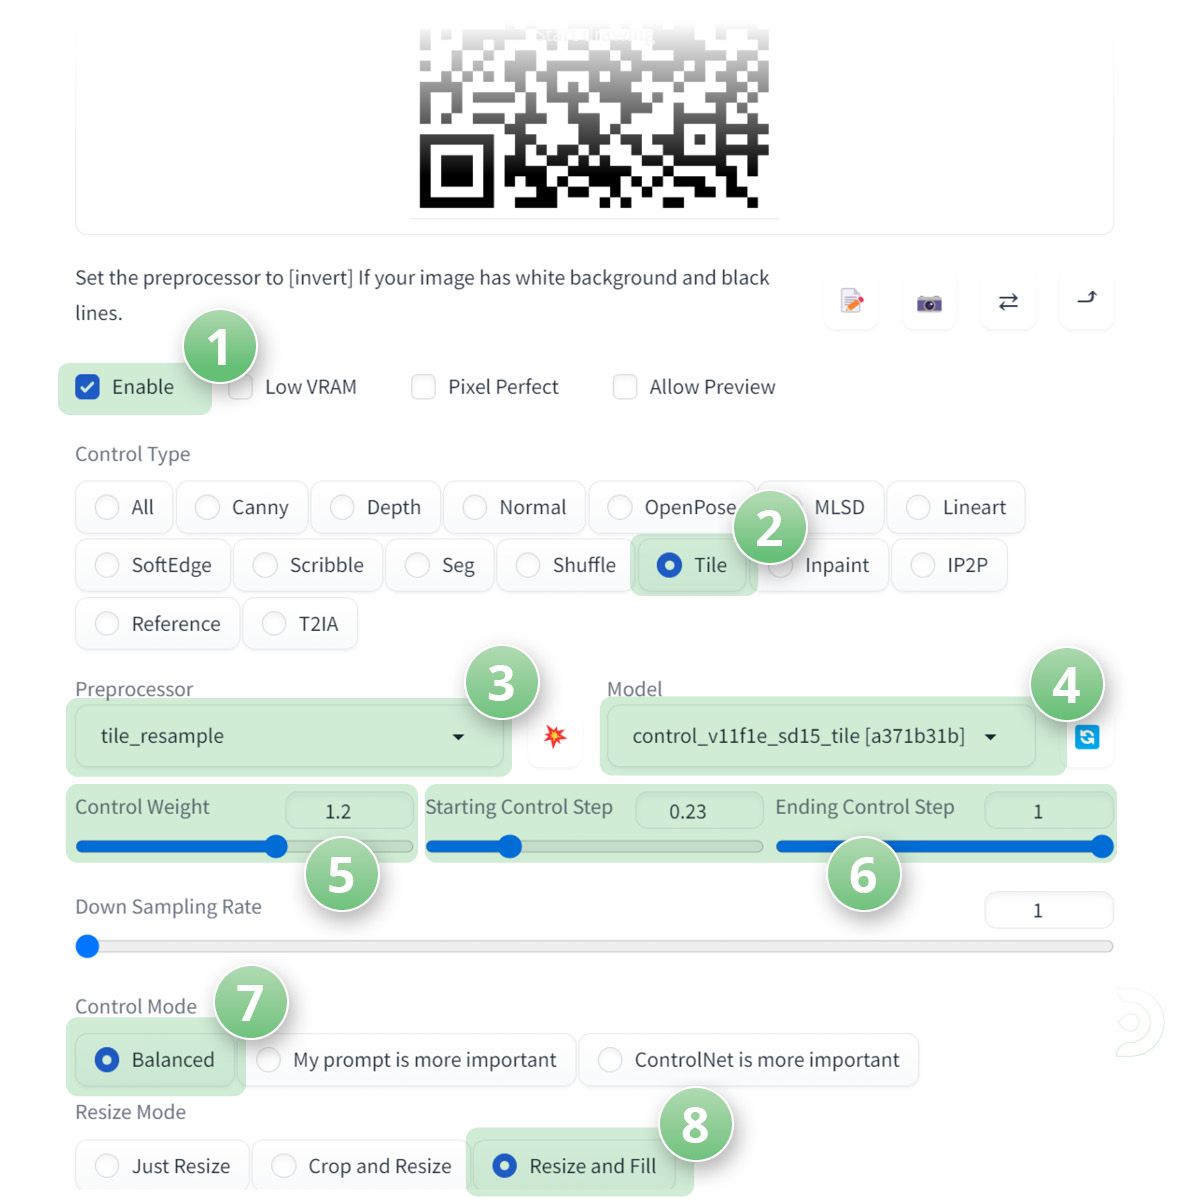 Set the preprocessor to [invert] If your image has white background and black
lines.
1
Enable Low VRAM Pixel Perfect Allow Preview
Control Type
All Canny Depth Normal OpenPose MLSD Lineart
2
SoftEdge Scribble Seg Shuffle Tile Inpaint IP2P
Reference T2IA
Preprocessor 3 Model 4
tile_resample control_v11f1e_sd15_tile [a371b31b]
Control Weight 1.2 Starting Control Step 0.23 Ending Control Step 1
5 6
Down Sampling Rate 1
Control Mode 7
Balanced My prompt is more important ControlNet is more important
Resize Mode 8
Just Resize Crop and Resize Resize and Fill